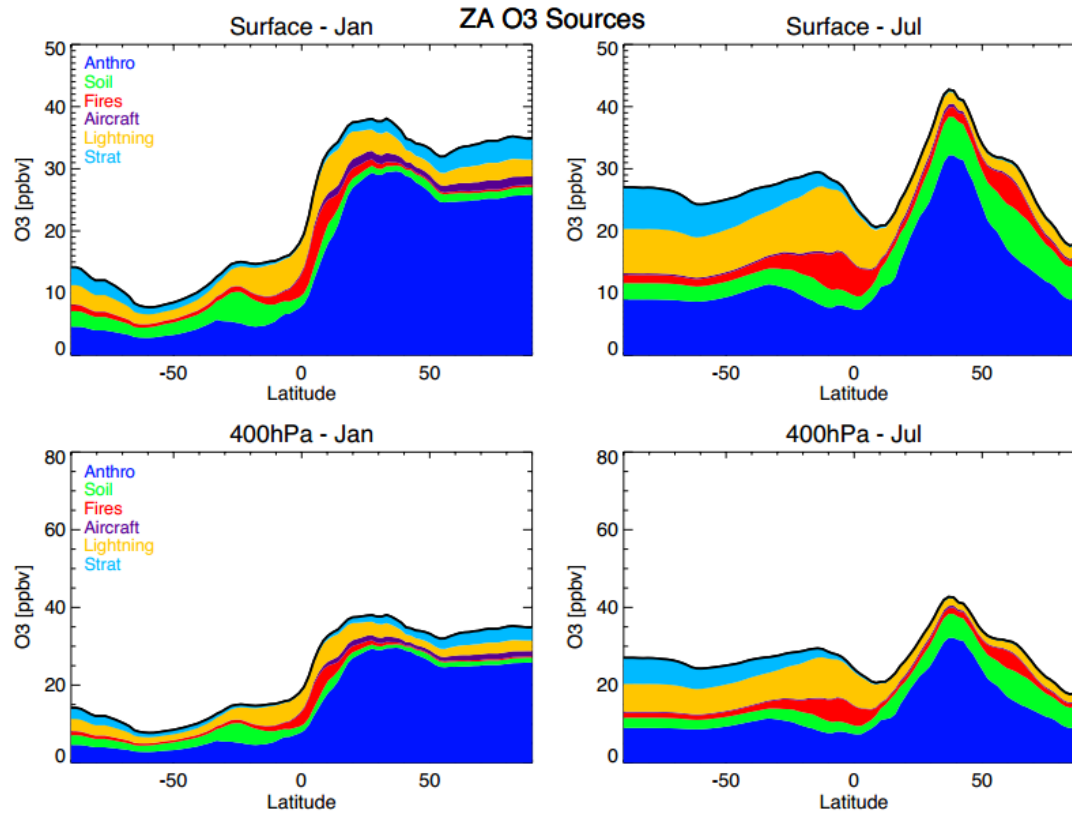 ZA O3 Sources
Surface - Jan
50
40
30
20
10
0
O3 [ppbv]
Anthro
Soil
Fires
Aircraft
Lightning
Strat
-50
0
50
Latitude
Surface - Jul
50
40
30
20
10
0
O3 [ppbv]
-50
0
50
Latitude
400hPa - Jan
80
60
40
20
0
O3 [ppbv]
Anthro
Soil
Fires
Aircraft
Lightning
Strat
-50
0
50
Latitude
400hPa - Jul
80
60
40
20
0
O3 [ppbv]
-50
0
50
Latitude